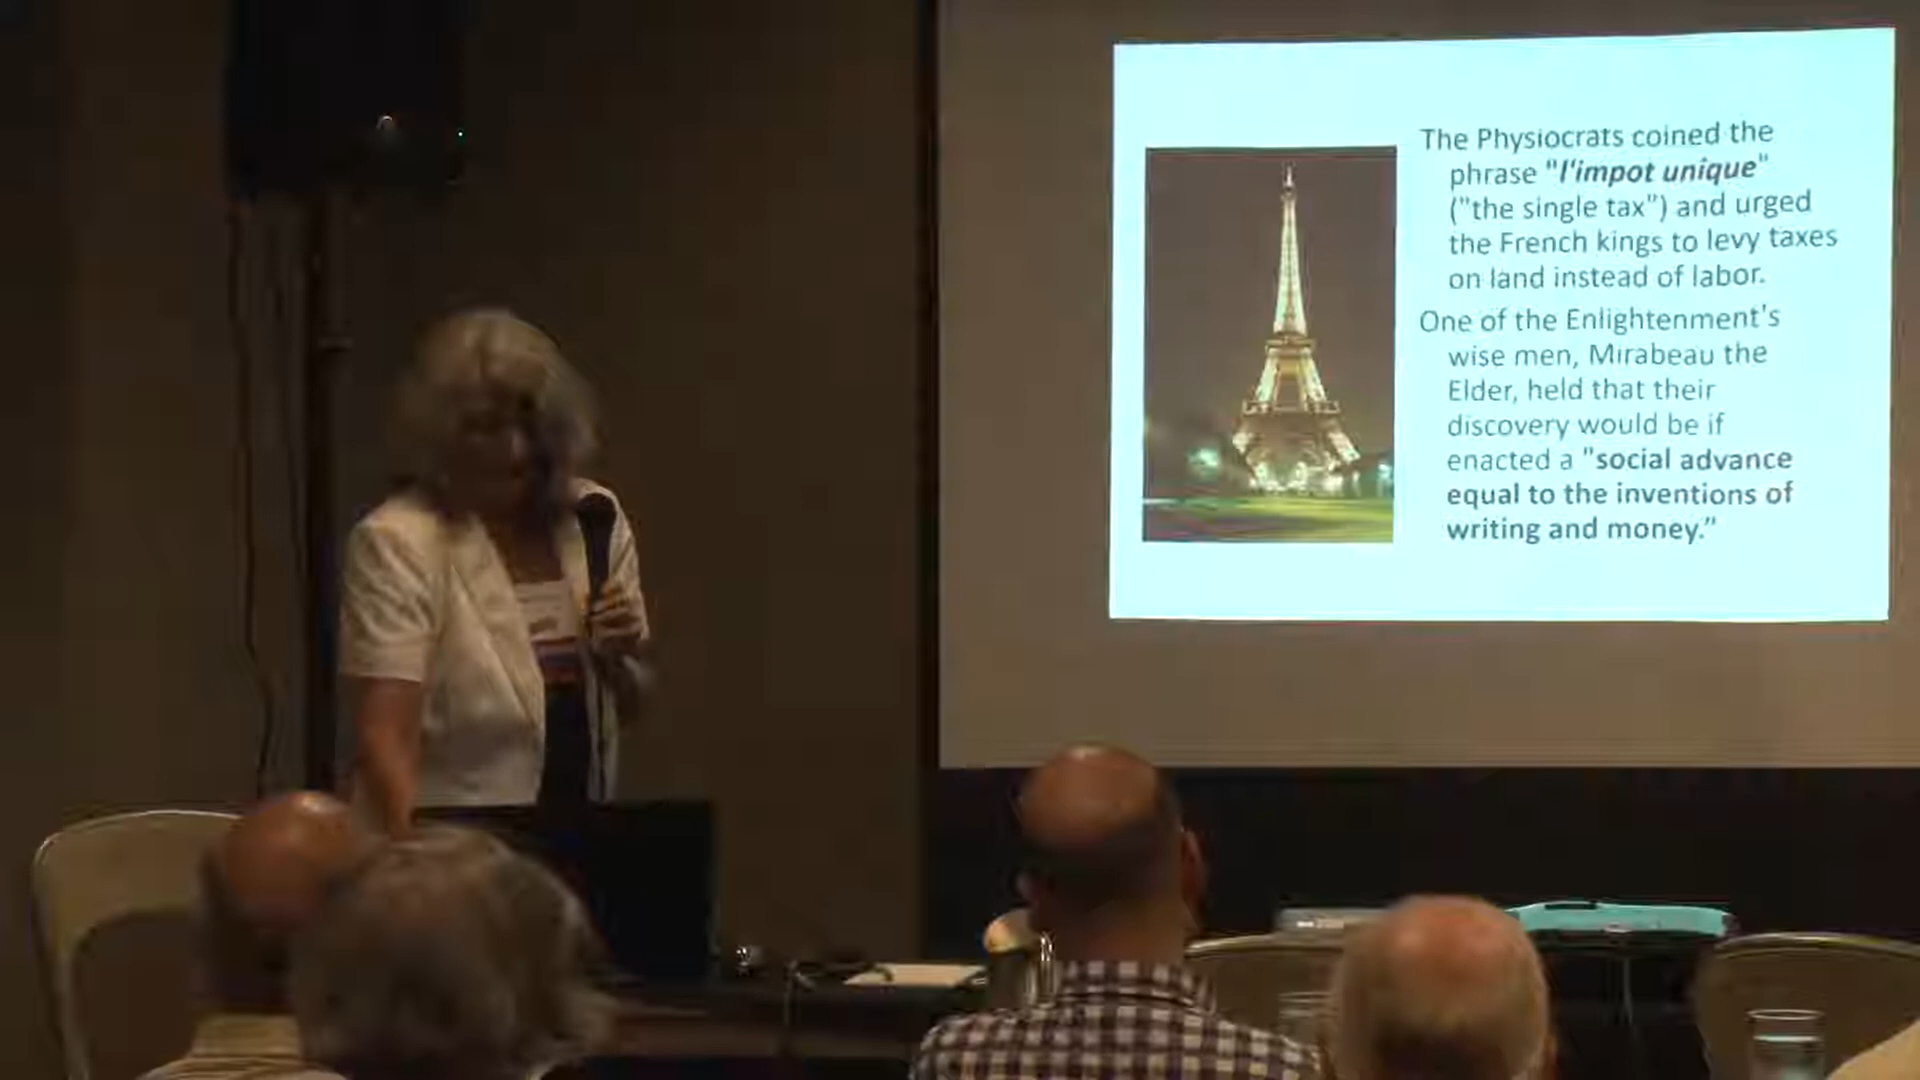 The Physiocrats coined the
phrase "l'impot unique"
("the single tax") and urged
the French kings to levy taxes
on land instead of labor.
One of the Enlightenment's
wise men, Mirabeau the
Elder, held that their
discovery would be if
enacted a "social advance
equal to the inventions of
writing and money."